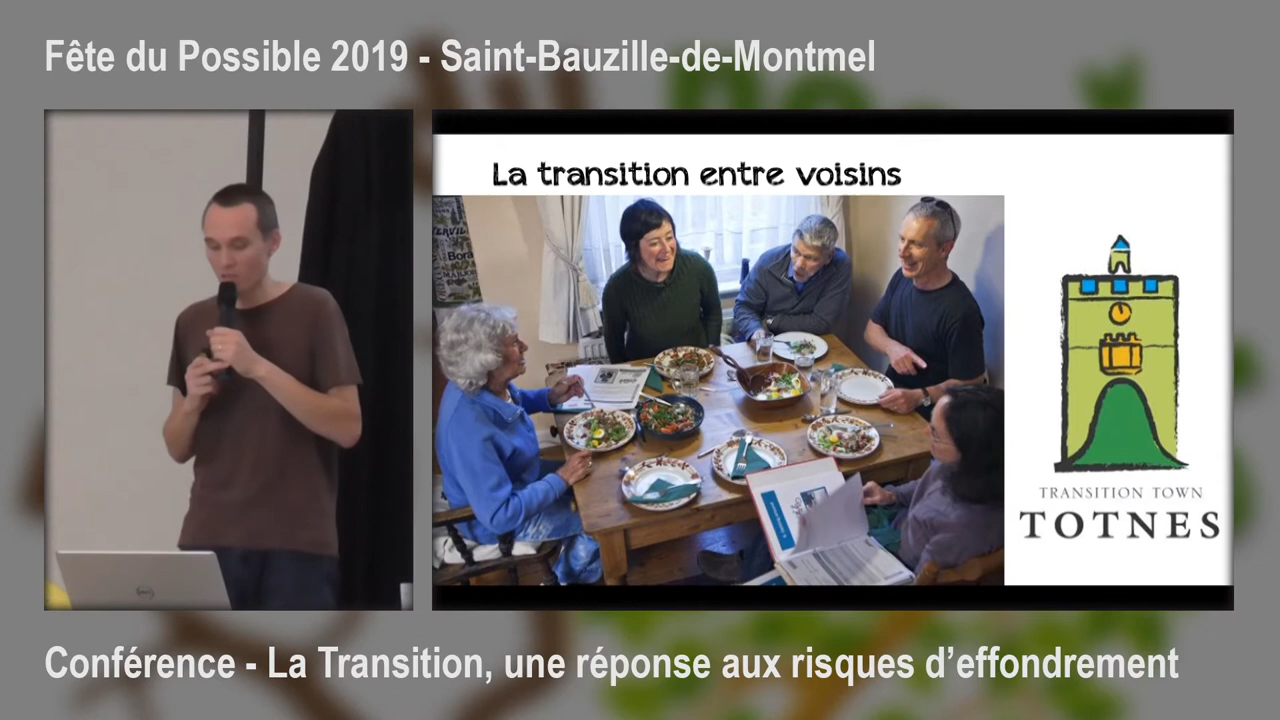 Fête du Possible 2019 - Saint-Bauzille-de-Montmel
La transition entre voisins
TRANSITION TOWN
TOTNES
DELL
Conférence - La Transition, une réponse aux risques d’effondrement